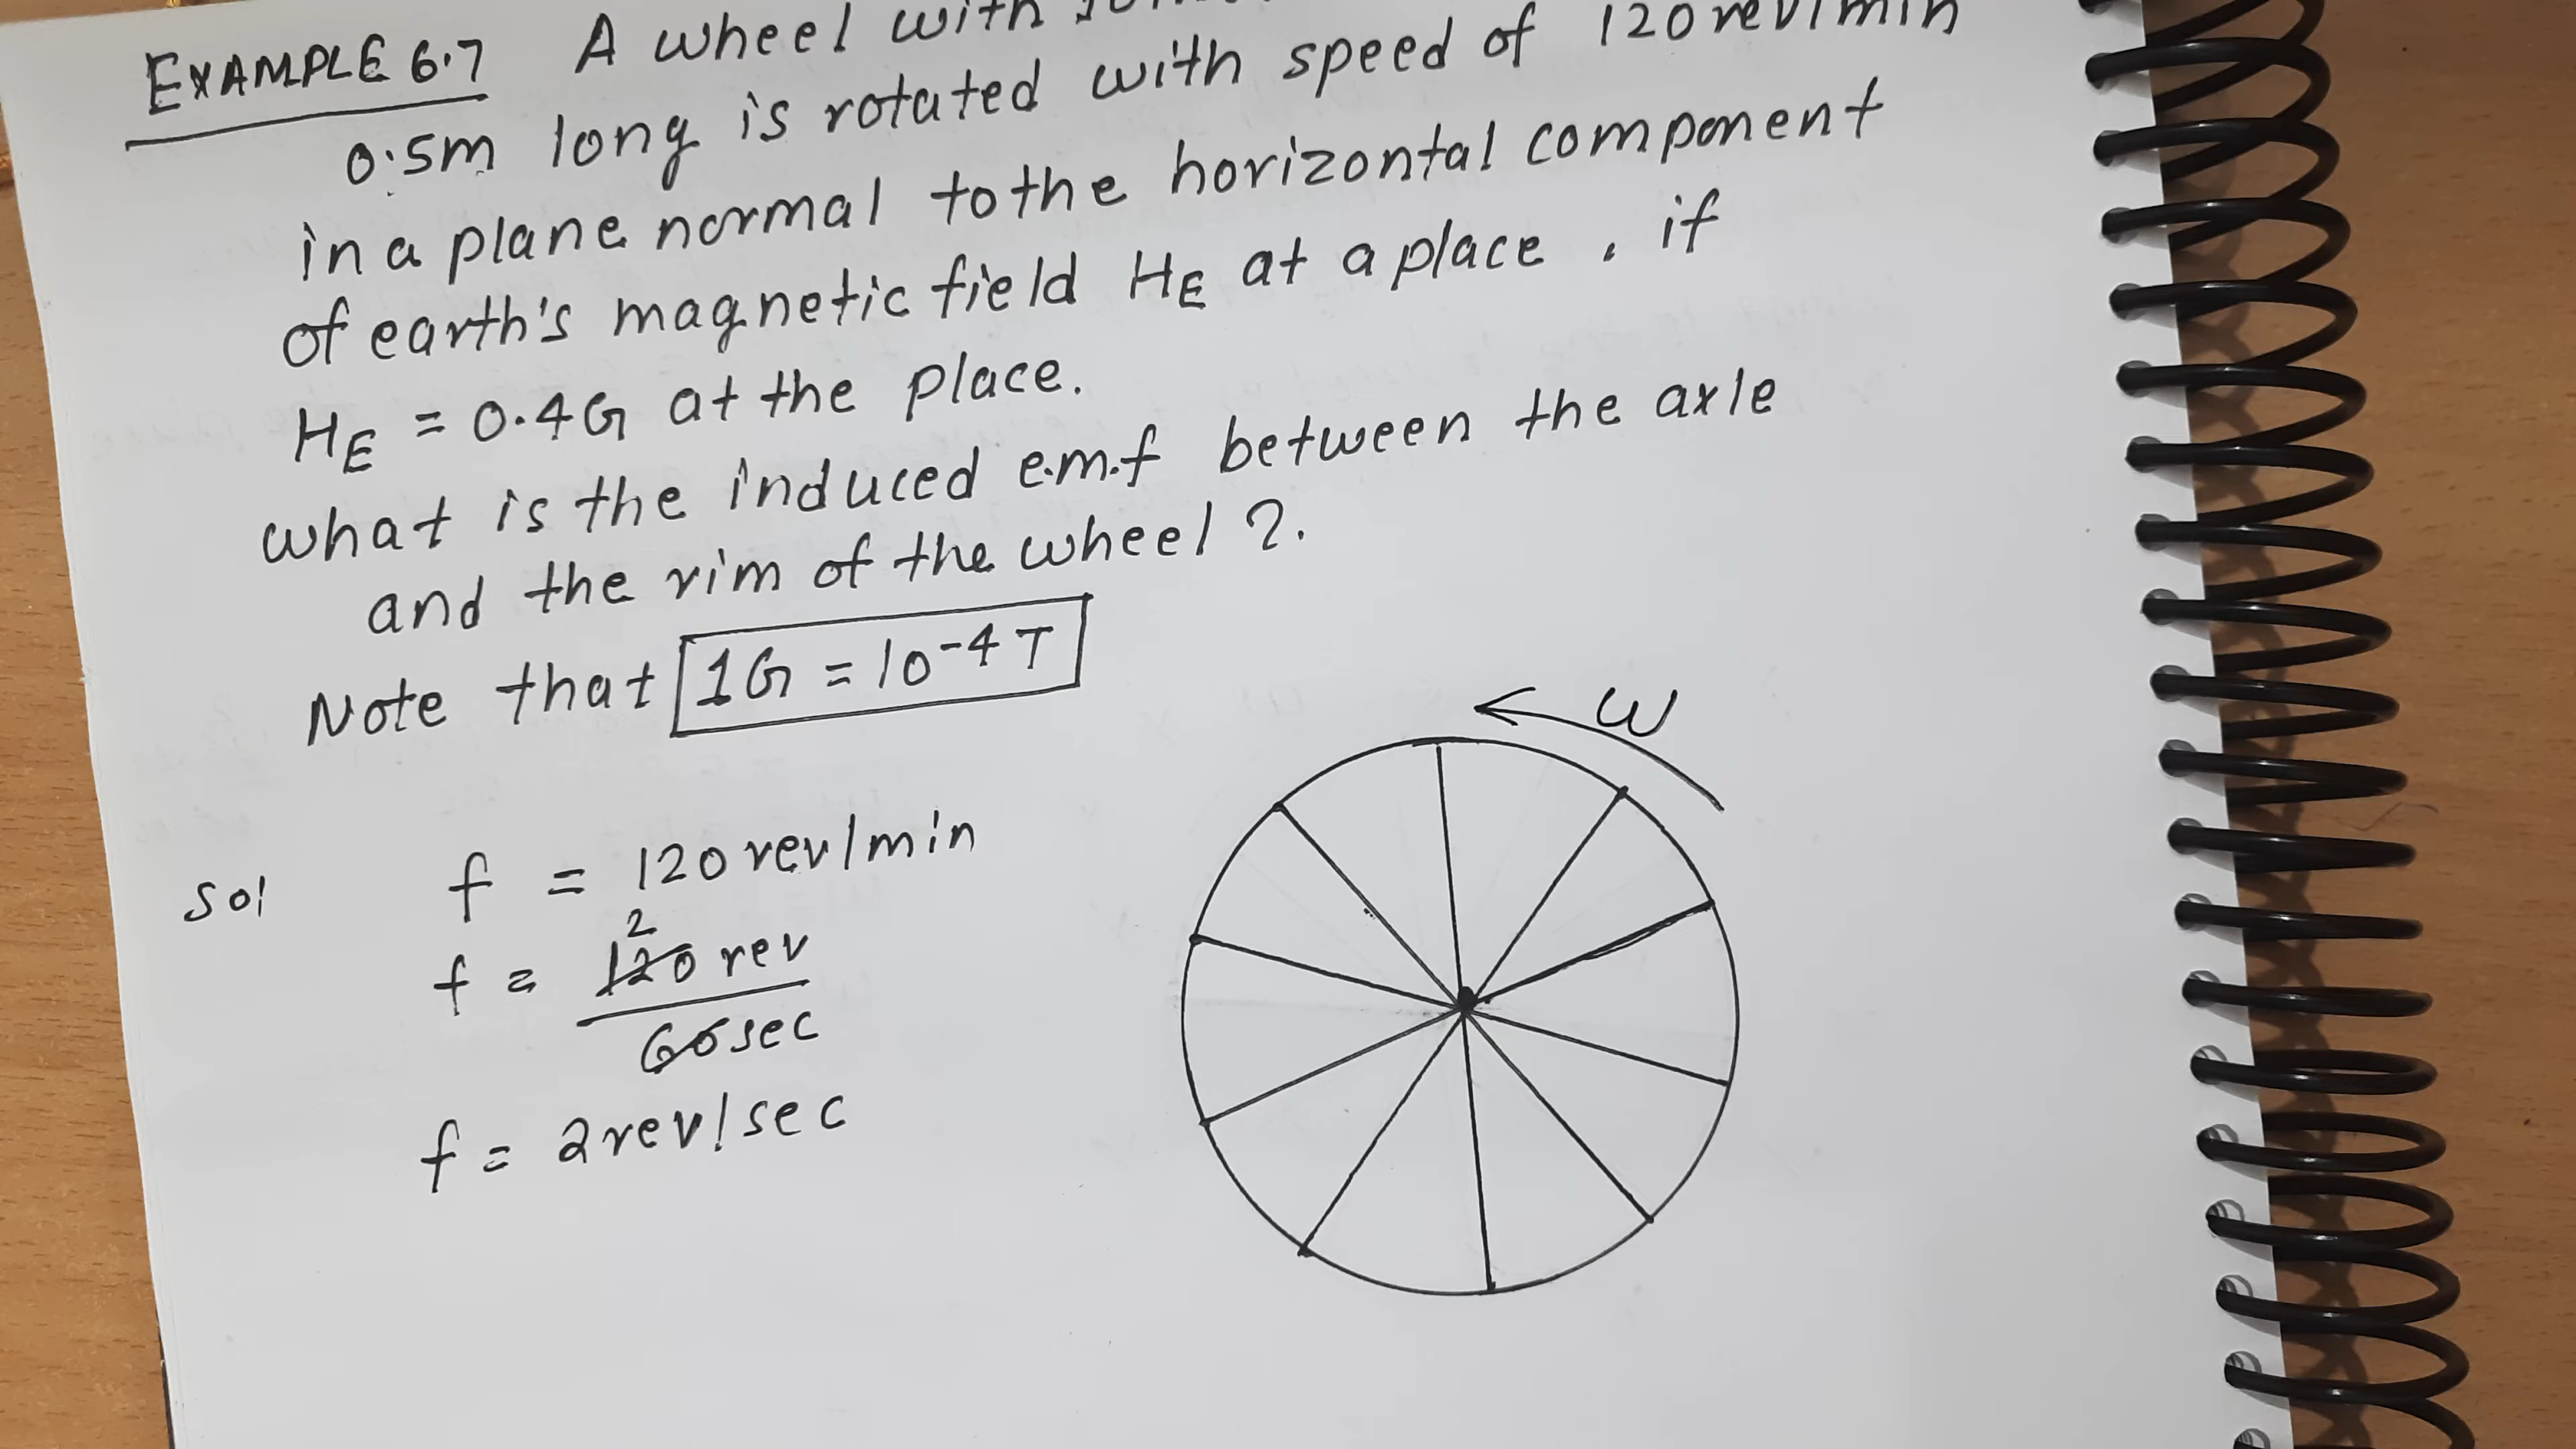 EXAMPLE 6.7 A wheel with
0.5m long is rotated with speed of 120 rev/min
in a plane normal to the horizontal component
of earth's magnetic field HE at a place . if
HE = 0.4G at the place.
what is the induced e.m.f between the axle
and the rim of the wheel ?.
Note that 1G = 10-4 T
ω
Sol f = 120 rev/min
2
f = 120 rev
60 sec
f = 2 rev/sec